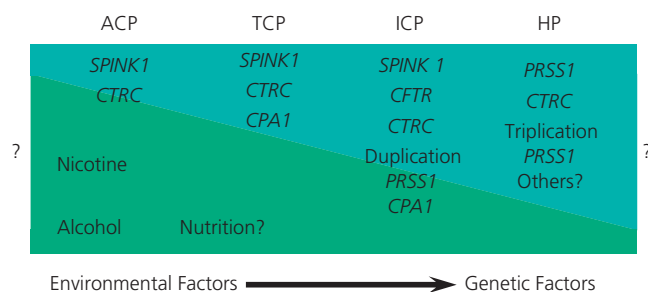 ACP TCP ICP HP
SPINK1 SPINK1 SPINK 1 PRSS1
CTRC CTRC CFTR CTRC
CPA1 CTRC Triplication
? Nicotine Duplication PRSS1 ?
PRSS1 Others?
CPA1
Alcohol Nutrition?
Environmental Factors Genetic Factors